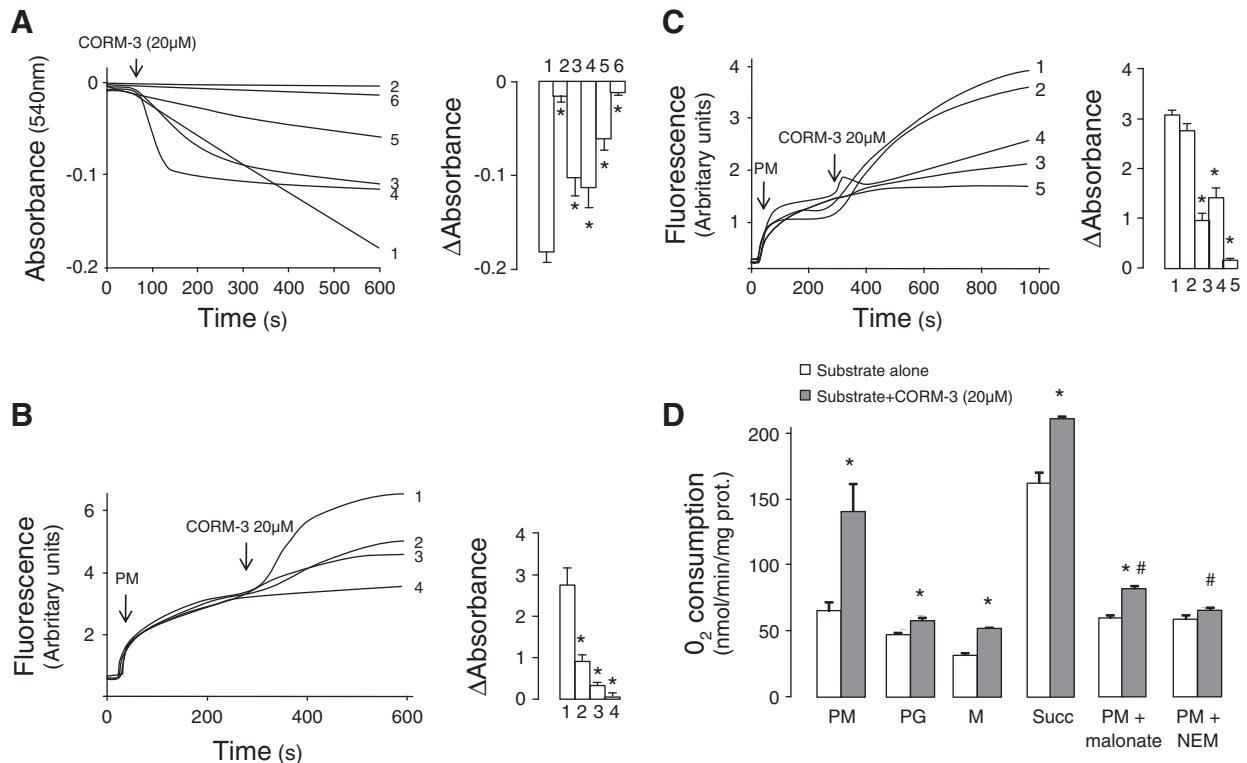 A
CORM-3 (20µM)
Absorbance (540nm)
0
-0.1
-0.2
0 100 200 300 400 500 600
Time (s)
2
6
5
3
4
1
ΔAbsorbance
0
-0.1
-0.2
1 2 3 4 5 6
*
*
*
*
*
C
Fluorescence
(Arbritary units)
4
3
2
1
PM
CORM-3 20µM
1
2
4
3
5
0 200 400 600 800 1000
Time (s)
ΔAbsorbance
4
3
2
1
0
*
*
*
1 2 3 4 5
B
Fluorescence
(Arbritary units)
6
4
2
PM
CORM-3 20µM
1
2
3
4
0 200 400 600
Time (s)
ΔAbsorbance
4
3
2
1
0
*
*
*
1 2 3 4
D
Substrate alone
Substrate+CORM-3 (20µM)
0₂ consumption
(nmol/min/mg prot.)
200
150
100
50
0
*
*
*
*
* #
#
PM PG M Succ PM + malonate PM + NEM